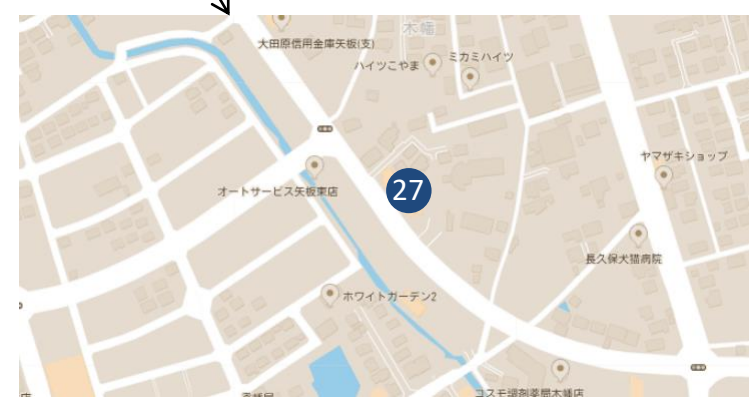 木幡
大田原信用金庫矢板(支)
ミカミハイツ
ハイツこやま
ヤマザキショップ
オートサービス矢板東店
27
長久保犬猫病院
ホワイトガーデン2
コスモ調剤薬局木幡店
店